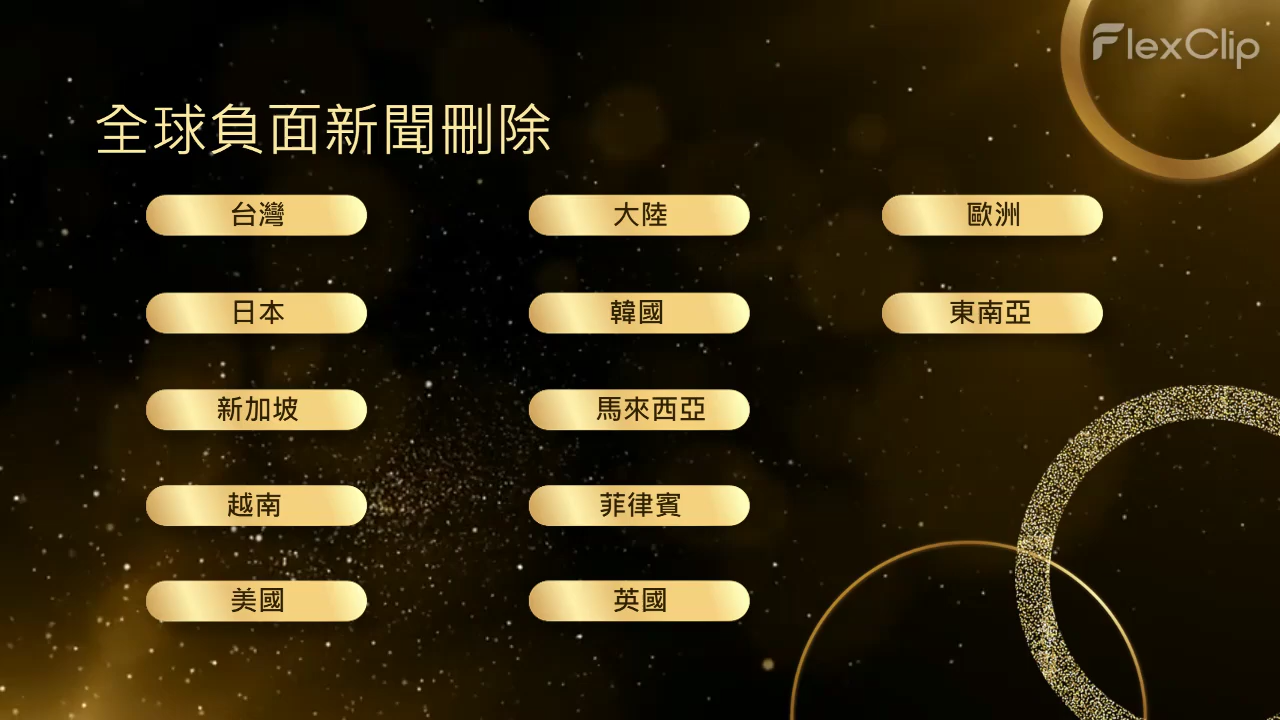 FlexClip
全球負面新聞刪除
台灣
大陸
歐洲
日本
韓國
東南亞
新加坡
馬來西亞
越南
菲律賓
美國
英國